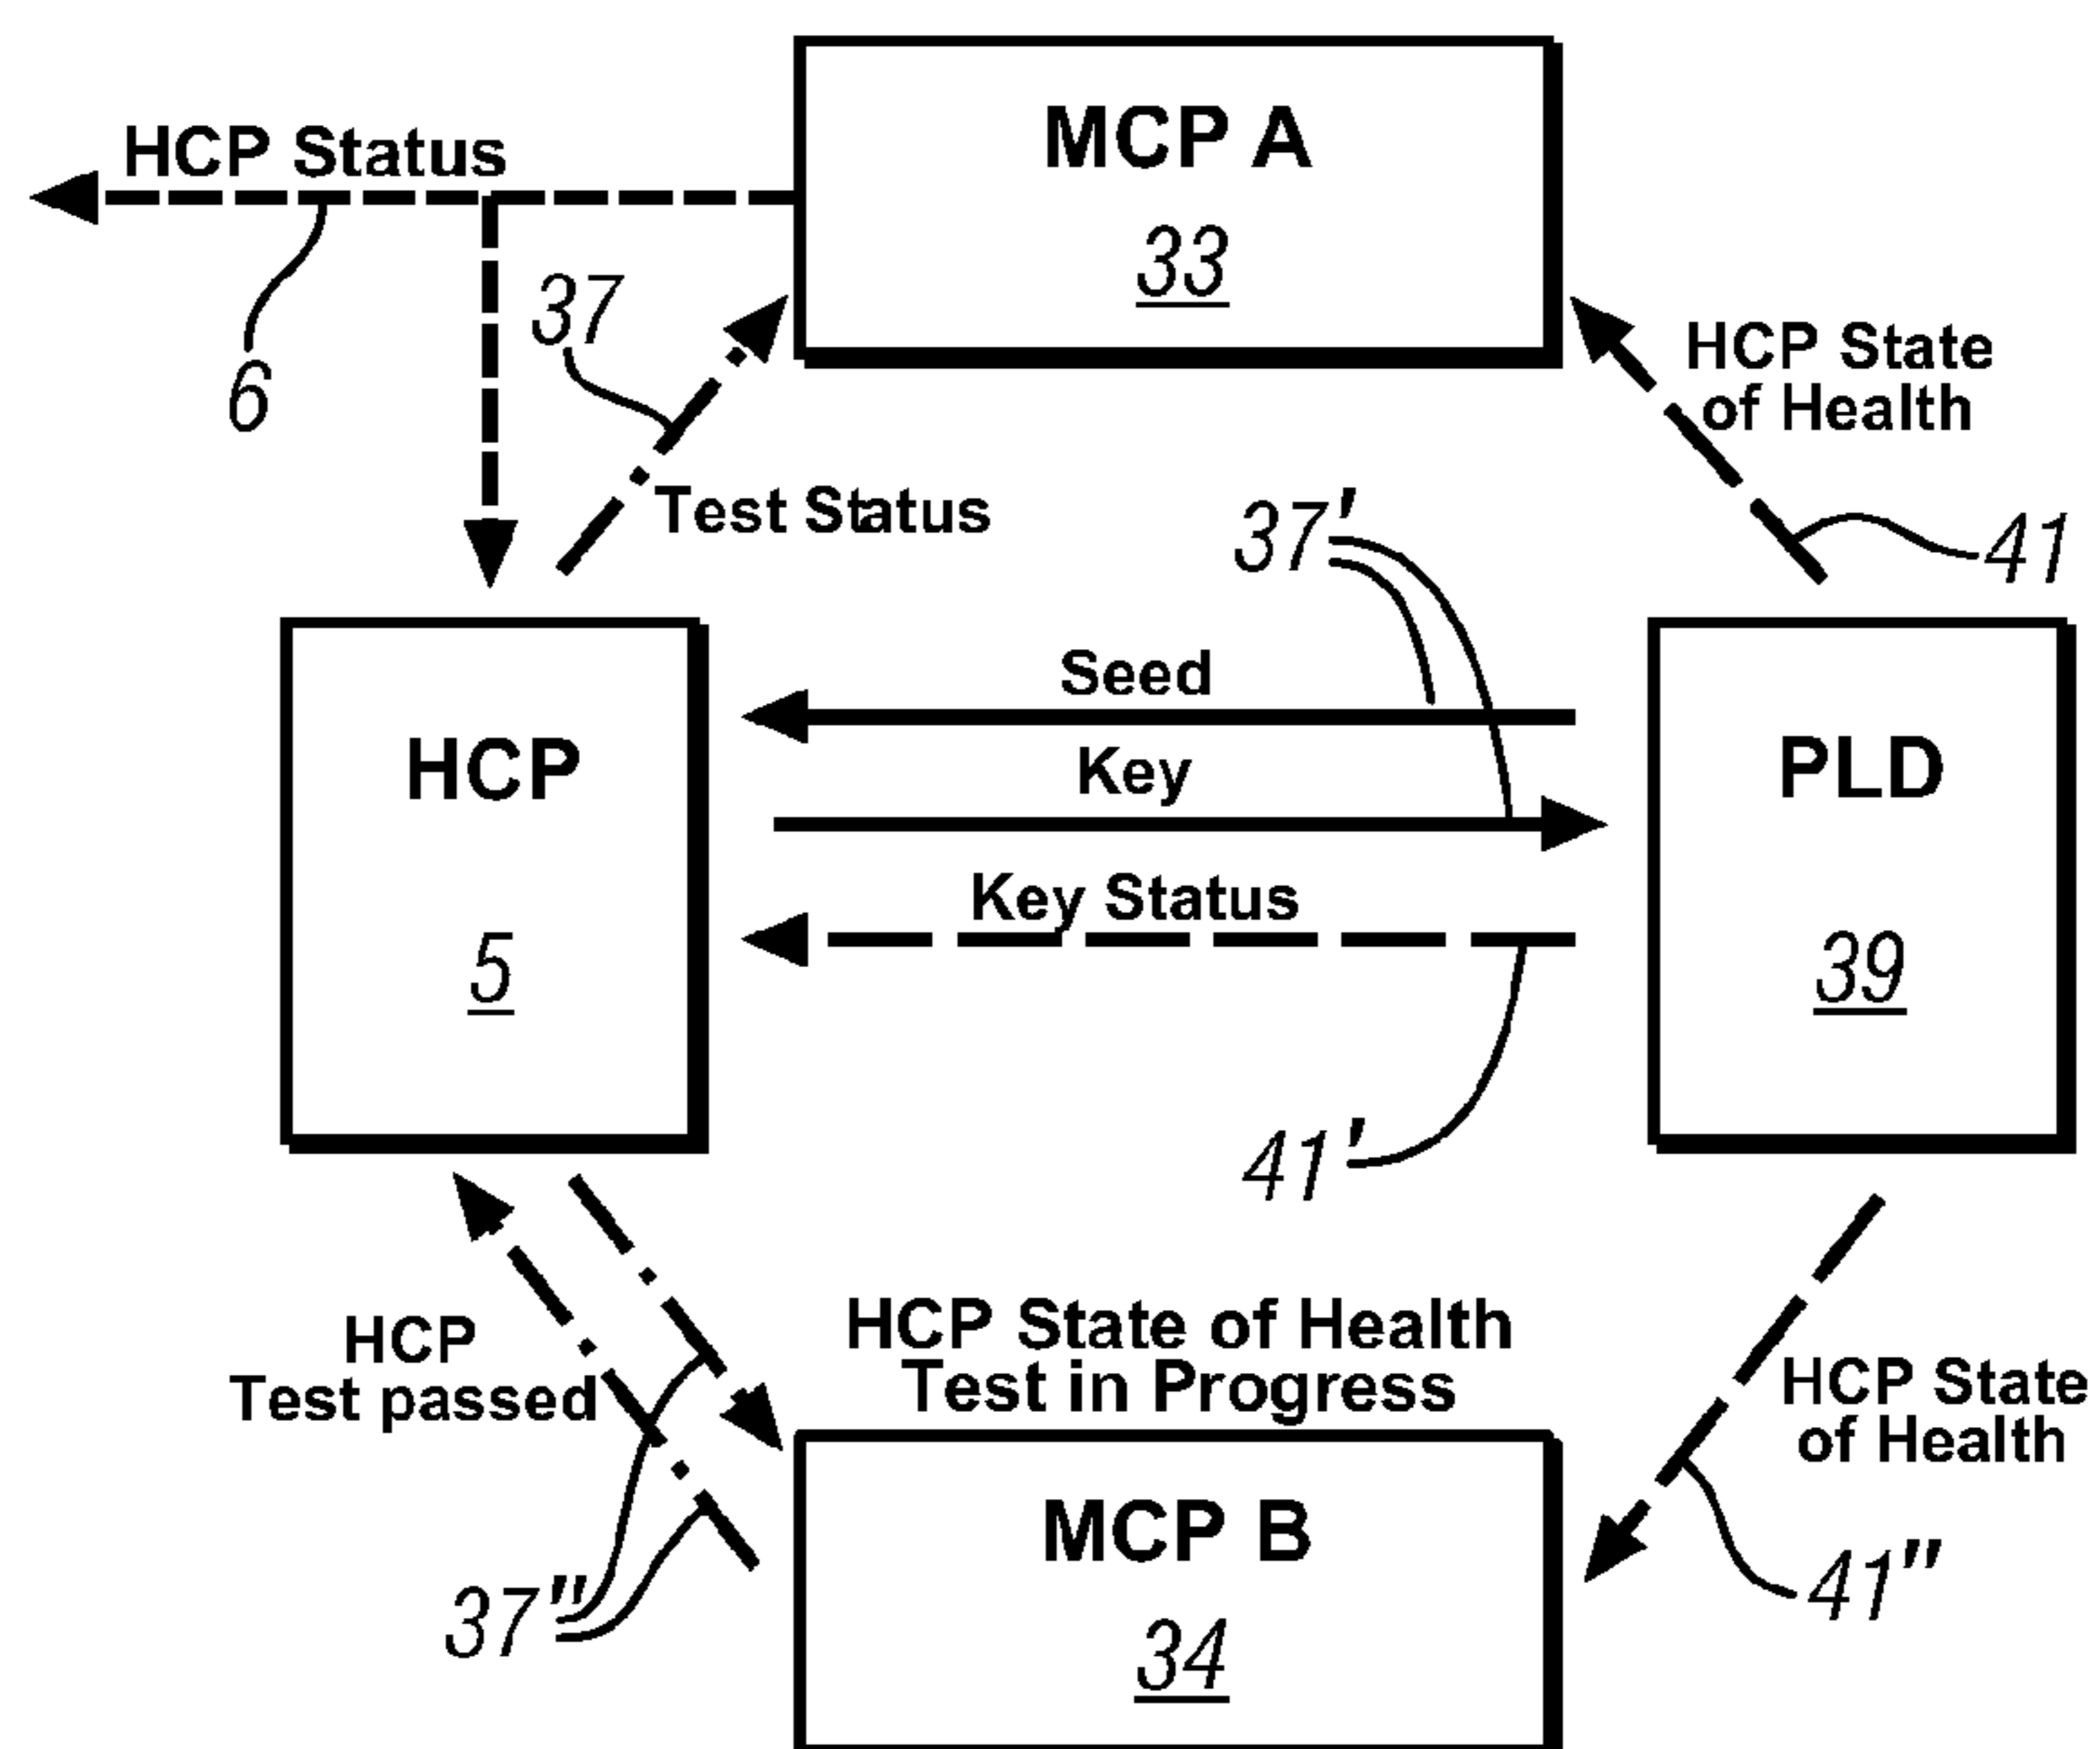 MCP A
33
HCP Status
6
37
Test Status
HCP State
of Health
41
37'
Seed
Key
Key Status
HCP
5
PLD
39
41'
HCP
Test passed
HCP State of Health
Test in Progress
HCP State
of Health
41"
37"
MCP B
34